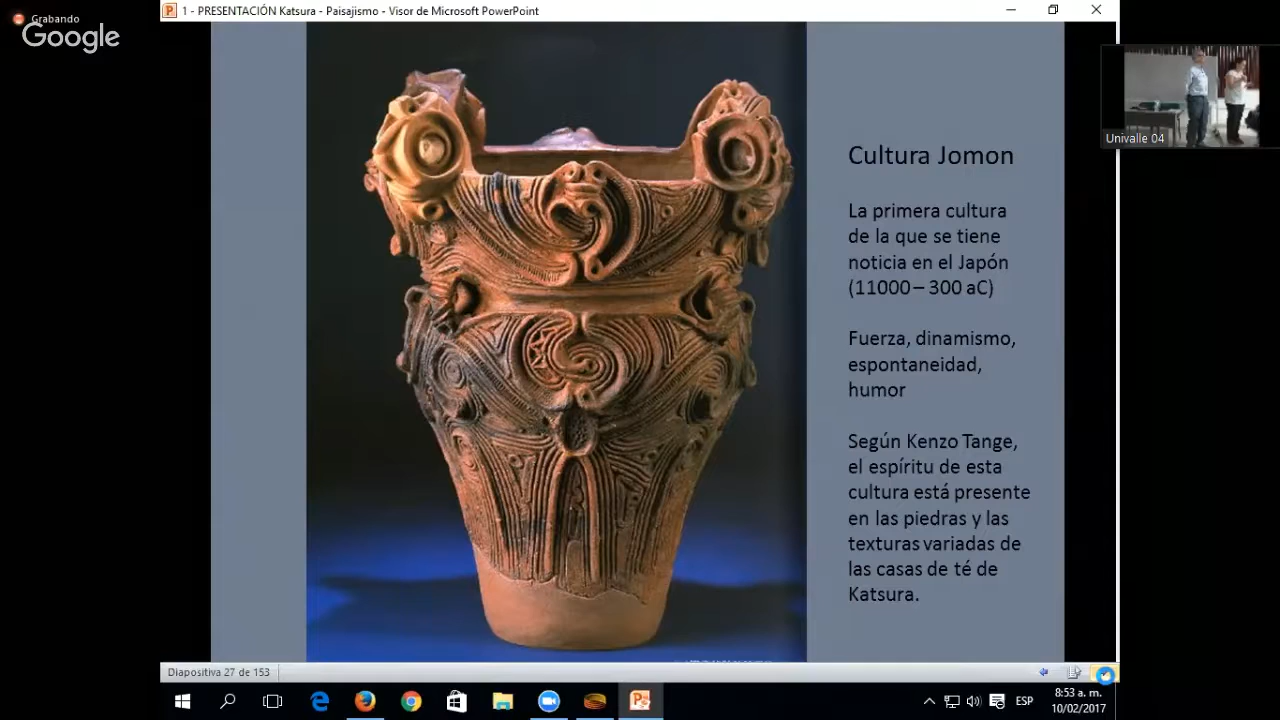 Grabando
Google
1 - PRESENTACIÓN Katsura - Paisajismo - Visor de Microsoft PowerPoint
Univalle 04
Cultura Jomon
La primera cultura
de la que se tiene
noticia en el Japón
(11000 – 300 aC)
Fuerza, dinamismo,
espontaneidad,
humor
Según Kenzo Tange,
el espíritu de esta
cultura está presente
en las piedras y las
texturas variadas de
las casas de té de
Katsura.
Diapositiva 27 de 153
ESP
8:53 a. m.
10/02/2017